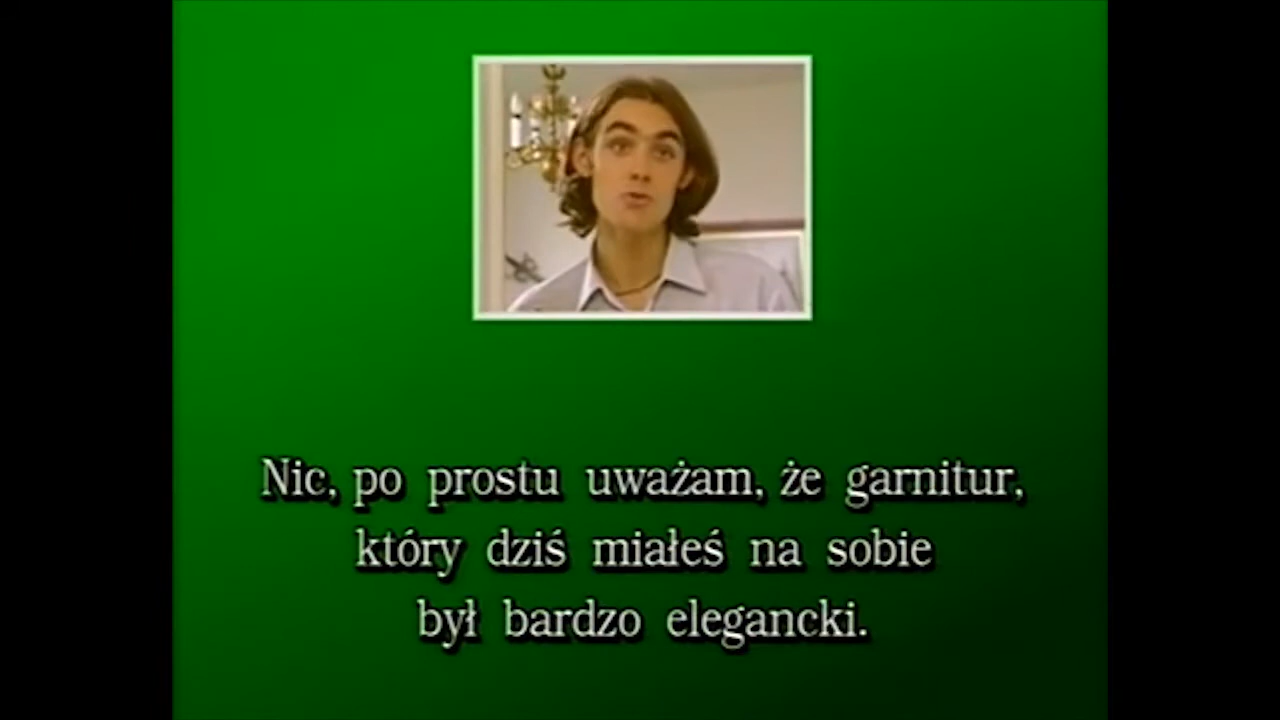 Nic, po prostu uważam, że garnitur,
który dziś miałeś na sobie
był bardzo elegancki.